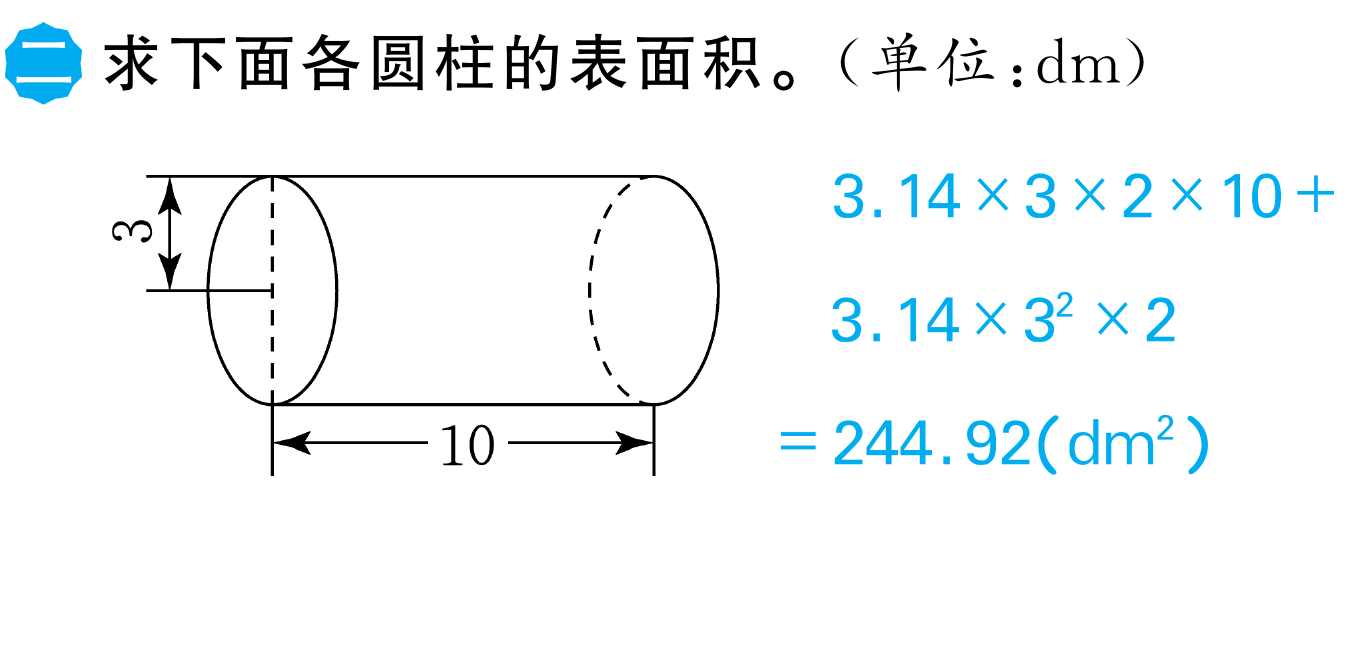 二 求下面各圆柱的表面积。(单位:dm)
3
10
3.14×3×2×10+
3.14×3²×2
=244.92(dm²)